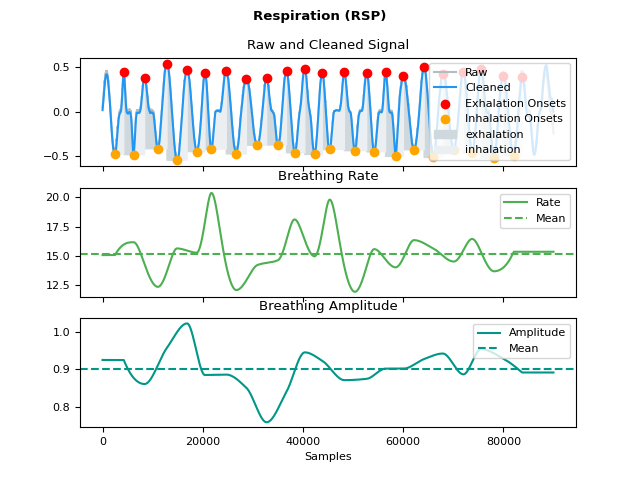 Respiration (RSP)
Raw and Cleaned Signal
0.5
0.0
−0.5
Raw
Cleaned
Exhalation Onsets
Inhalation Onsets
exhalation
inhalation
Breathing Rate
20.0
17.5
15.0
12.5
Rate
Mean
Breathing Amplitude
1.0
0.9
0.8
Amplitude
Mean
0 20000 40000 60000 80000
Samples